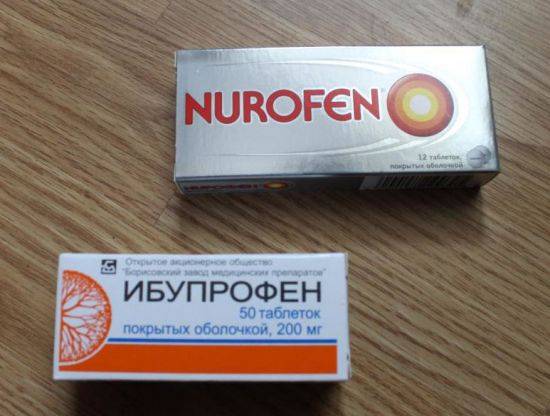 NUROFEN
12 таблеток,
покрытых оболочкой
Открытое акционерное общество
"Борисовский завод медицинских препаратов"
ИБУПРОФЕН
50 таблеток
покрытых оболочкой, 200 мг